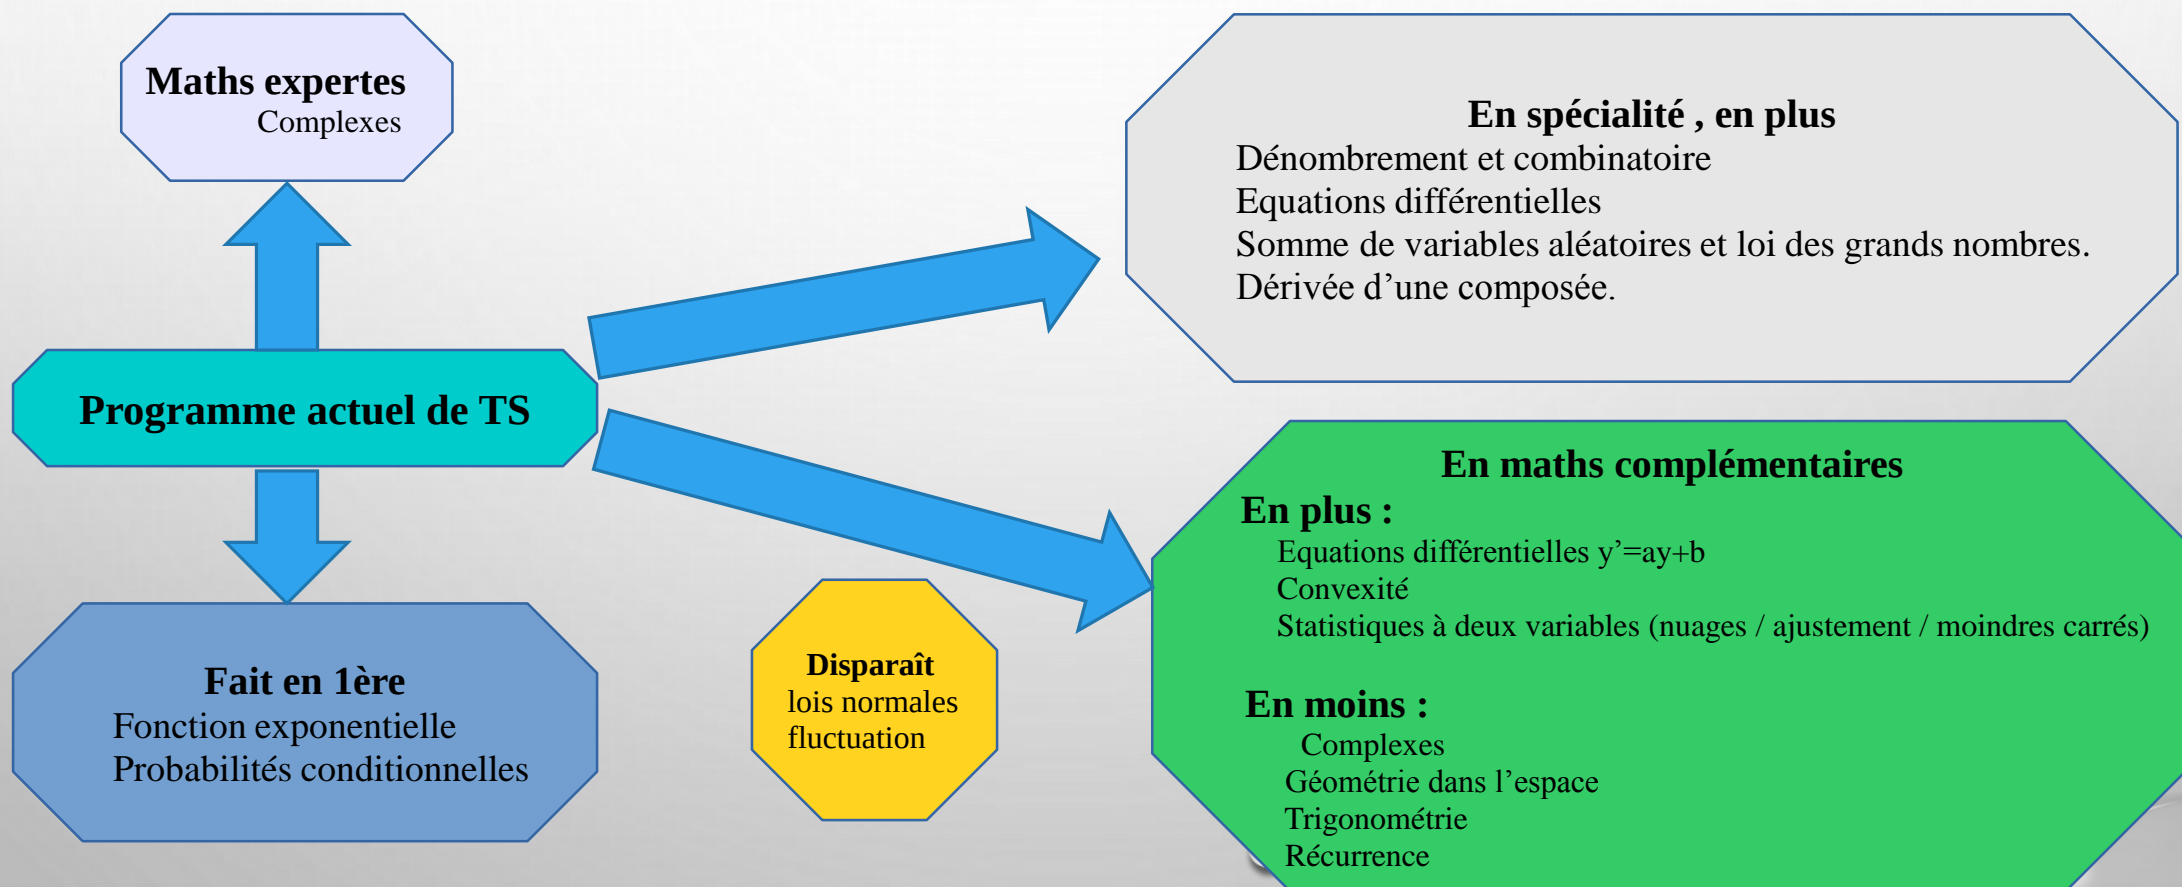 Maths expertes
Complexes
En spécialité , en plus
Dénombrement et combinatoire
Equations différentielles
Somme de variables aléatoires et loi des grands nombres.
Dérivée d’une composée.
Programme actuel de TS
En maths complémentaires
En plus :
Equations différentielles y’=ay+b
Convexité
Statistiques à deux variables (nuages / ajustement / moindres carrés)
En moins :
Complexes
Géométrie dans l’espace
Trigonométrie
Récurrence
Fait en 1ère
Fonction exponentielle
Probabilités conditionnelles
Disparaît
lois normales
fluctuation